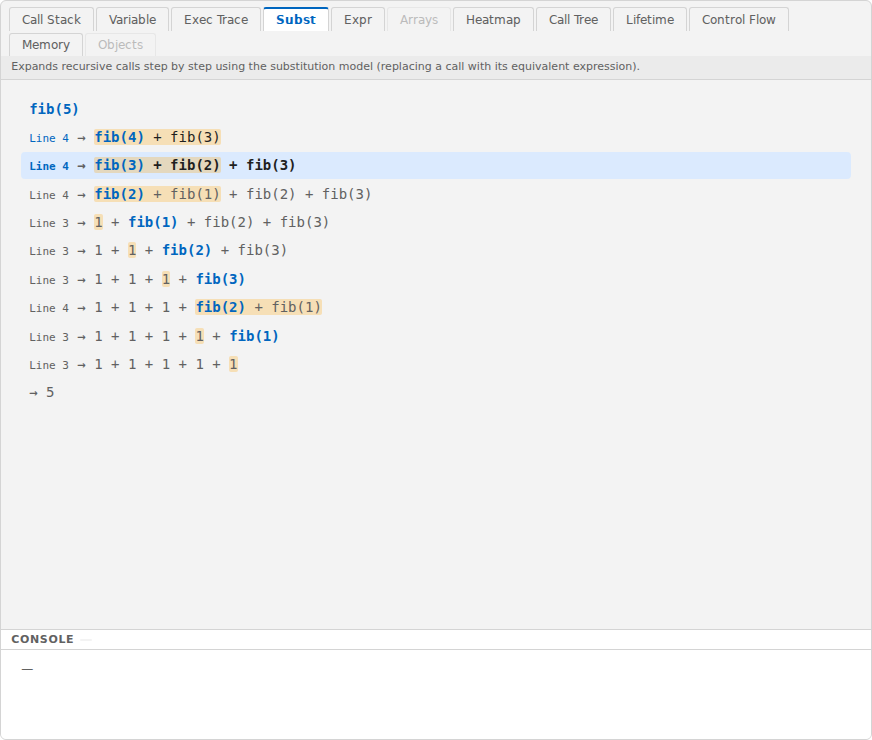 Call Stack Variable Exec Trace Subst Expr Arrays Heatmap Call Tree Lifetime Control Flow
Memory Objects
Expands recursive calls step by step using the substitution model (replacing a call with its equivalent expression).
fib(5)
Line 4 → fib(4) + fib(3)
Line 4 → fib(3) + fib(2) + fib(3)
Line 4 → fib(2) + fib(1) + fib(2) + fib(3)
Line 3 → 1 + fib(1) + fib(2) + fib(3)
Line 3 → 1 + 1 + fib(2) + fib(3)
Line 3 → 1 + 1 + 1 + fib(3)
Line 4 → 1 + 1 + 1 + fib(2) + fib(1)
Line 3 → 1 + 1 + 1 + 1 + fib(1)
Line 3 → 1 + 1 + 1 + 1 + 1
→ 5
CONSOLE —
—